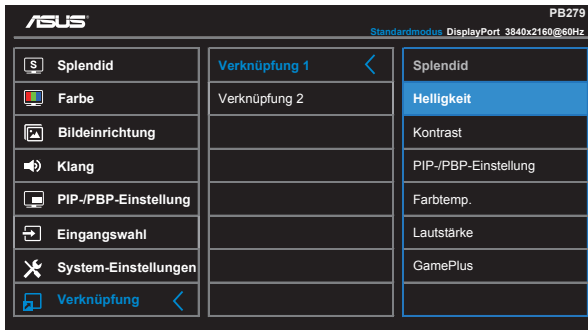 ASUS
PB279
Standardmodus DisplayPort 3840x2160@60Hz
S Splendid
Farbe
Bildeinrichtung
Klang
PIP-/PBP-Einstellung
Eingangswahl
System-Einstellungen
Verknüpfung
Verknüpfung 1
Verknüpfung 2
Splendid
Helligkeit
Kontrast
PIP-/PBP-Einstellung
Farbtemp.
Lautstärke
GamePlus